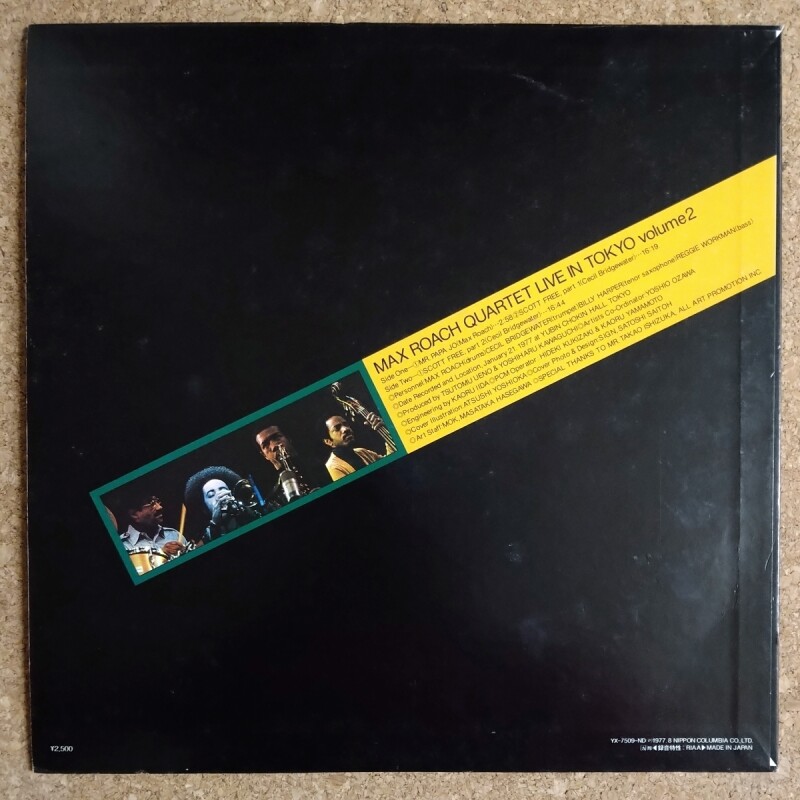 MAX ROACH QUARTET LIVE IN TOKYO volume2
Side One—①MR. PAPA JO(Max Roach)…2:58/②SCOTT FREE, part 1(Cecil Bridgewater)…16:19
Side Two—①SCOTT FREE, part 2(Cecil Bridgewater)…16:44
○Personnel MAX ROACH(drums)CECIL BRIDGEWATER(trumpet)BILLY HARPER(tenor saxophone)REGGIE WORKMAN(bass)
○Date Recorded and Location, January 21 1977 at YUBIN CHOKIN HALL TOKYO
○Produced by TSUTOMU UENO & YOSHIHARU KAWAGUCHI○Artists Co-Ordinator:YOSHIO OZAWA
○Engineering by KAORU IIDA○PCM Operator : HIDEKI KUKIZAKI & KAORU YAMAMOTO
○Cover Illustration:ATSUSHI YOSHIOKA○Cover Photo & Design:S.I.G.N, SATOSHI SAITOH
○Art Staff:MOK, MASATAKA HASEGAWA ○SPECIAL THANKS TO MR. TAKAO ISHIZUKA, ALL ART PROMOTION INC.
¥2,500
YX-7509-ND ℗1977. 8 NIPPON COLUMBIA CO.,LTD.
◀録音特性:RIAA▶MADE IN JAPAN